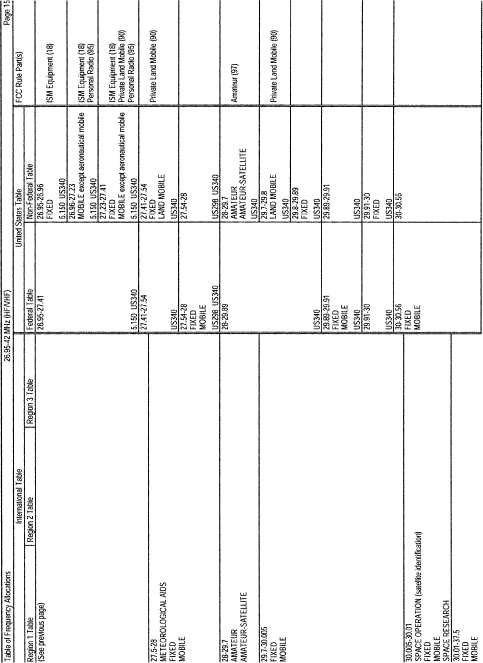 Table of Frequency Allocations 26.95-42 MHz (HF/VHF) Page 15
International Table United States Table FCC Rule Part(s)
Region 1 Table Region 2 Table Region 3 Table Federal Table Non-Federal Table
(See previous page)
26.95-27.41
5.150 US340
26.95-26.96
FIXED
5.150 US340
ISM Equipment (18)
26.96-27.23
MOBILE except aeronautical mobile
5.150 US340
ISM Equipment (18)
Personal Radio (95)
27.23-27.41
FIXED
MOBILE except aeronautical mobile
5.150 US340
ISM Equipment (18)
Private Land Mobile (90)
Personal Radio (95)
27.41-27.54
US340
27.41-27.54
FIXED
LAND MOBILE
US340
Private Land Mobile (90)
27.5-28
METEOROLOGICAL AIDS
FIXED
MOBILE
27.54-28
FIXED
MOBILE
US298 US340
27.54-28
US298 US340
28-29.7
AMATEUR
AMATEUR-SATELLITE
28-29.89
US340
28-29.7
AMATEUR
AMATEUR-SATELLITE
US340
Amateur (97)
29.7-30.005
FIXED
MOBILE
29.7-29.8
LAND MOBILE
US340
Private Land Mobile (90)
29.8-29.89
FIXED
US340
29.89-29.91
FIXED
MOBILE
US340
29.89-29.91
US340
29.91-30
US340
29.91-30
FIXED
US340
30.005-30.01
SPACE OPERATION (satellite identification)
FIXED
MOBILE
SPACE RESEARCH
30-30.56
FIXED
MOBILE
30-30.56
30.01-37.5
FIXED
MOBILE